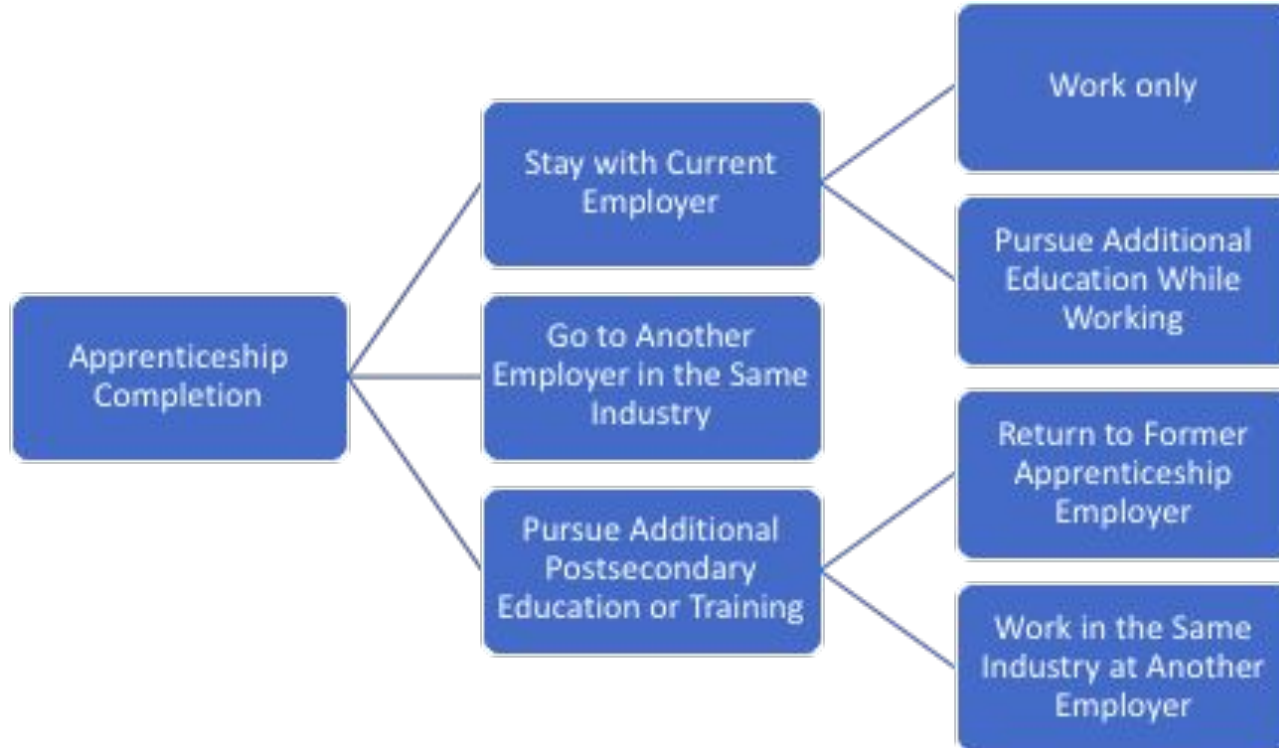 Apprenticeship
Completion
Stay with Current
Employer
Go to Another
Employer in the Same
Industry
Pursue Additional
Postsecondary
Education or Training
Work only
Pursue Additional
Education While
Working
Return to Former
Apprenticeship
Employer
Work in the Same
Industry at Another
Employer